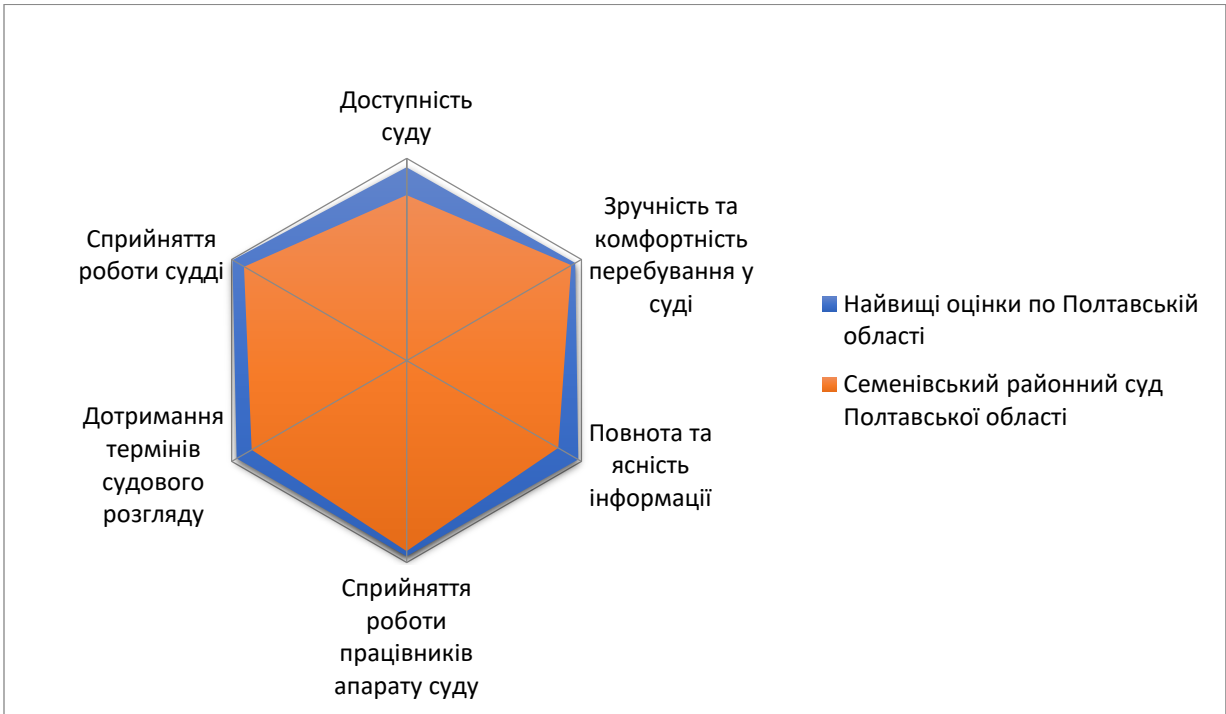 Доступність
суду
Зручність та
комфортність
перебування у
суді
Повнота та
ясність
інформації
Сприйняття
роботи
працівників
апарату суду
Дотримання
термінів
судового
розгляду
Сприйняття
роботи судді
Найвищі оцінки по Полтавській
області
Семенівський районний суд
Полтавської області